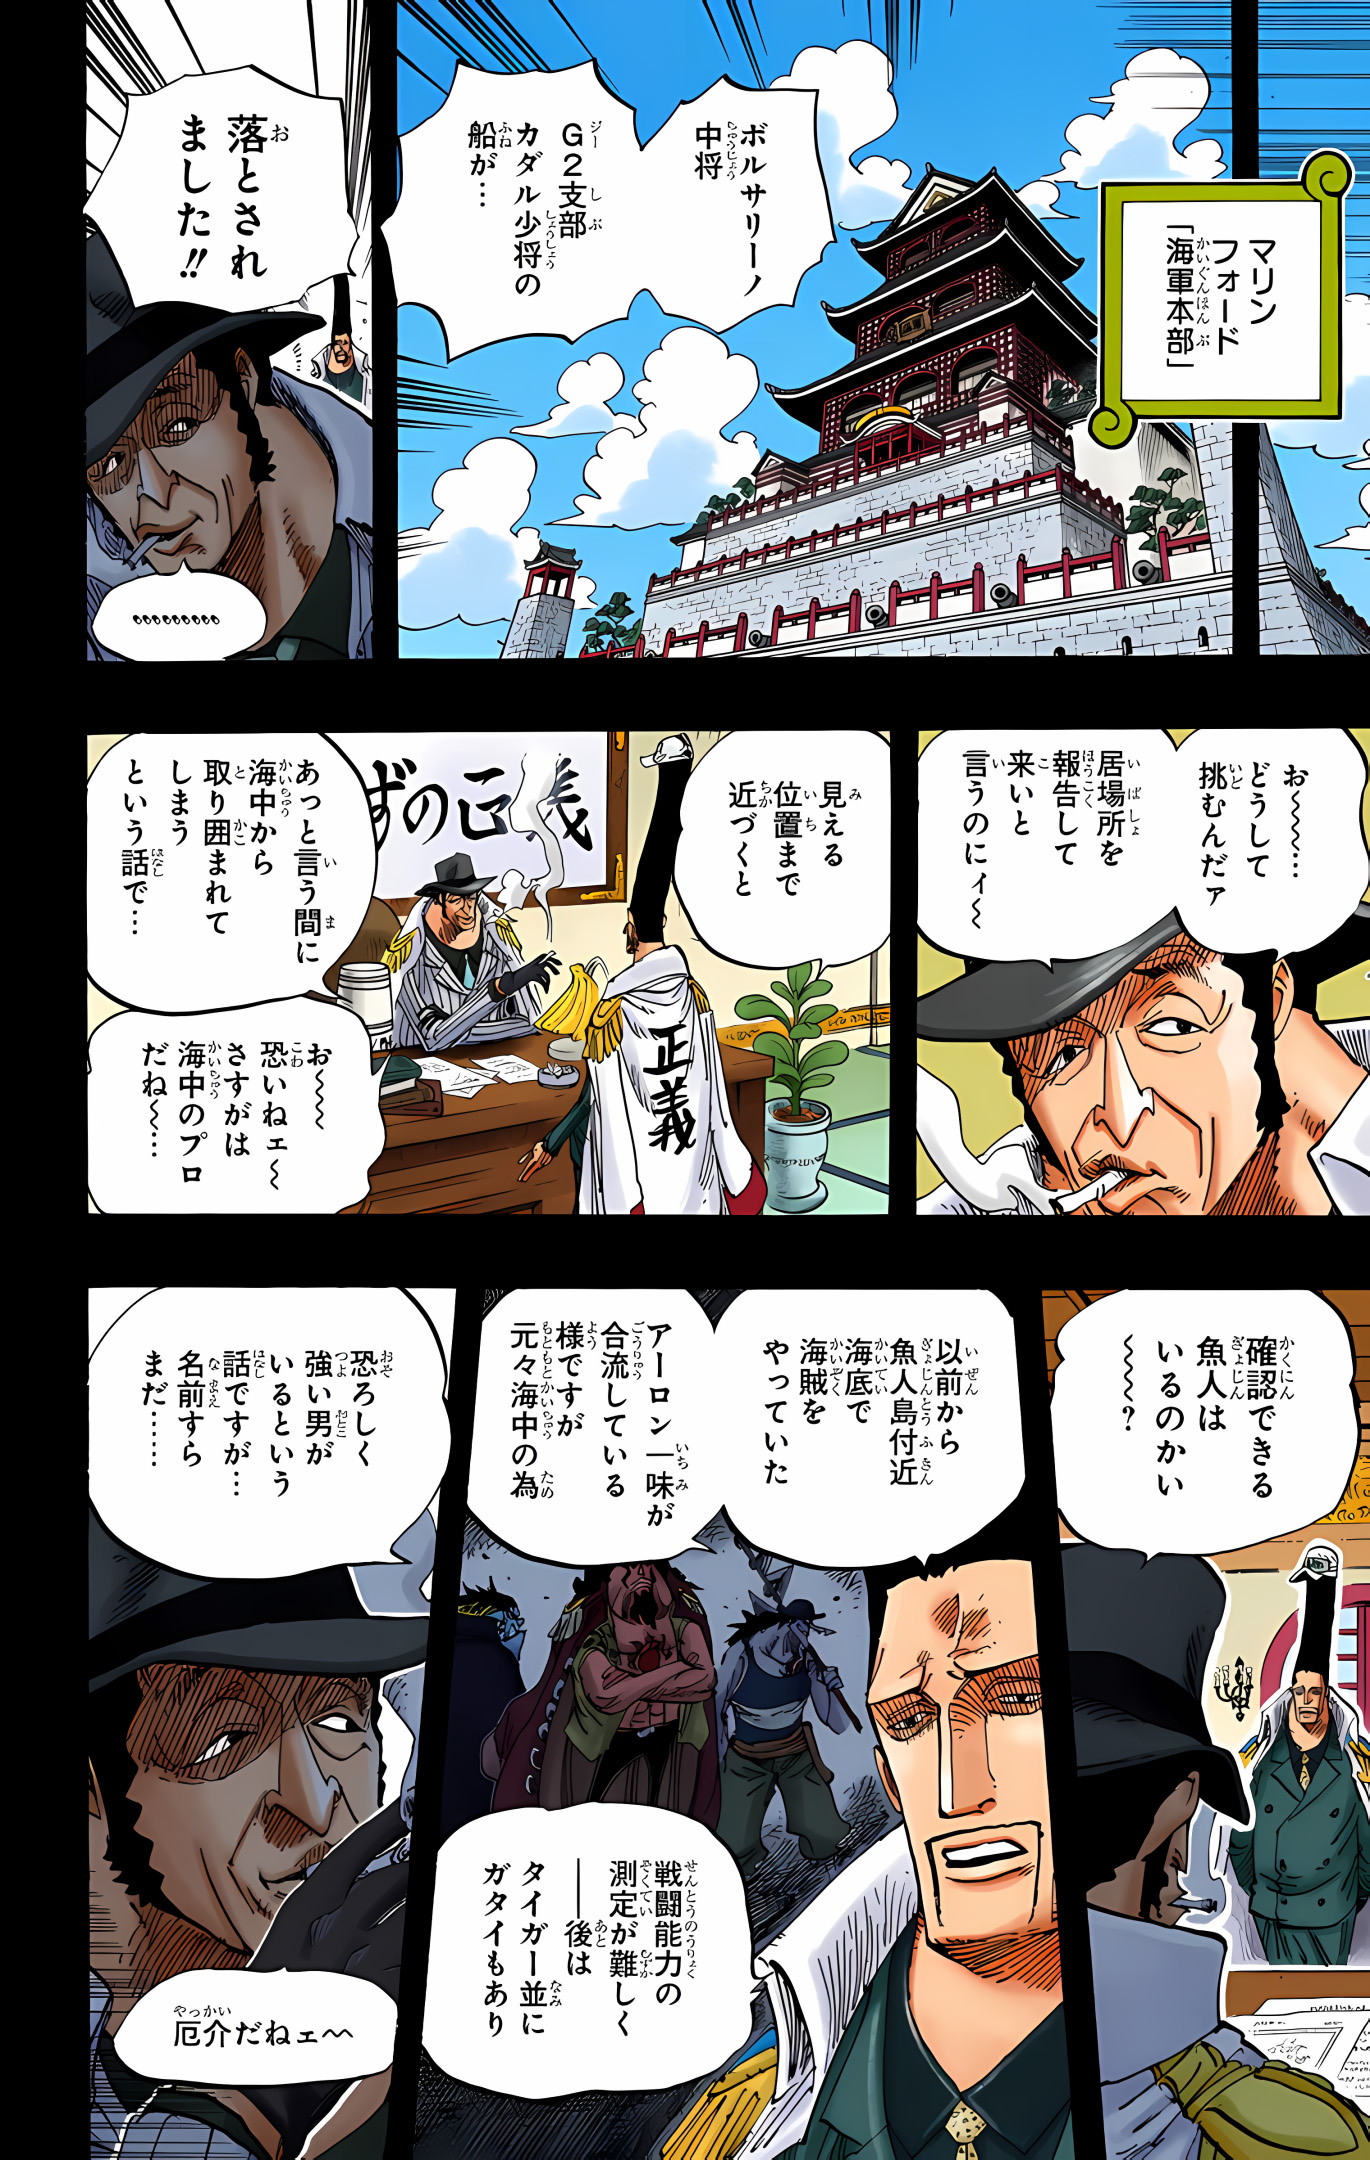 マリン
フォード
「海軍本部」
ボルサリーノ
中将
G2支部
カダル少将の
船が…
落とされ
ました!!
………
お〜〜〜…
どうして
挑むんだァ
居場所を
報告して
来いと
言うのにィ〜
見える
位置まで
近づくと
ずの正義
正義
あっと言う間に
海中から
取り囲まれて
しまう
という話で…
お〜〜〜
恐いねェ〜
さすがは
海中のプロ
だね〜…
確認できる
魚人は
いるのかい
〜〜〜?
以前から
魚人島付近
海底で
海賊を
やっていた
アーロン一味が
合流している
様ですが
元々海中の為
戦闘能力の
測定が難しく
——後は
タイガー並に
ガタイもあり
恐ろしく
強い男が
いるという
話ですが…
名前すら
まだ……
厄介だねェ〜〜